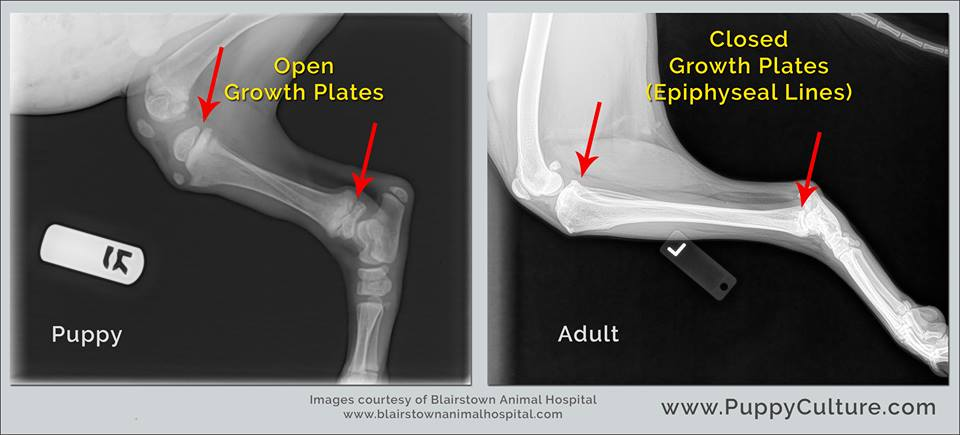 Open
Growth Plates
Puppy
Closed
Growth Plates
(Epiphyseal Lines)
L
Adult
Images courtesy of Blairstown Animal Hospital
www.blairstownanimalhospital.com
www.PuppyCulture.com